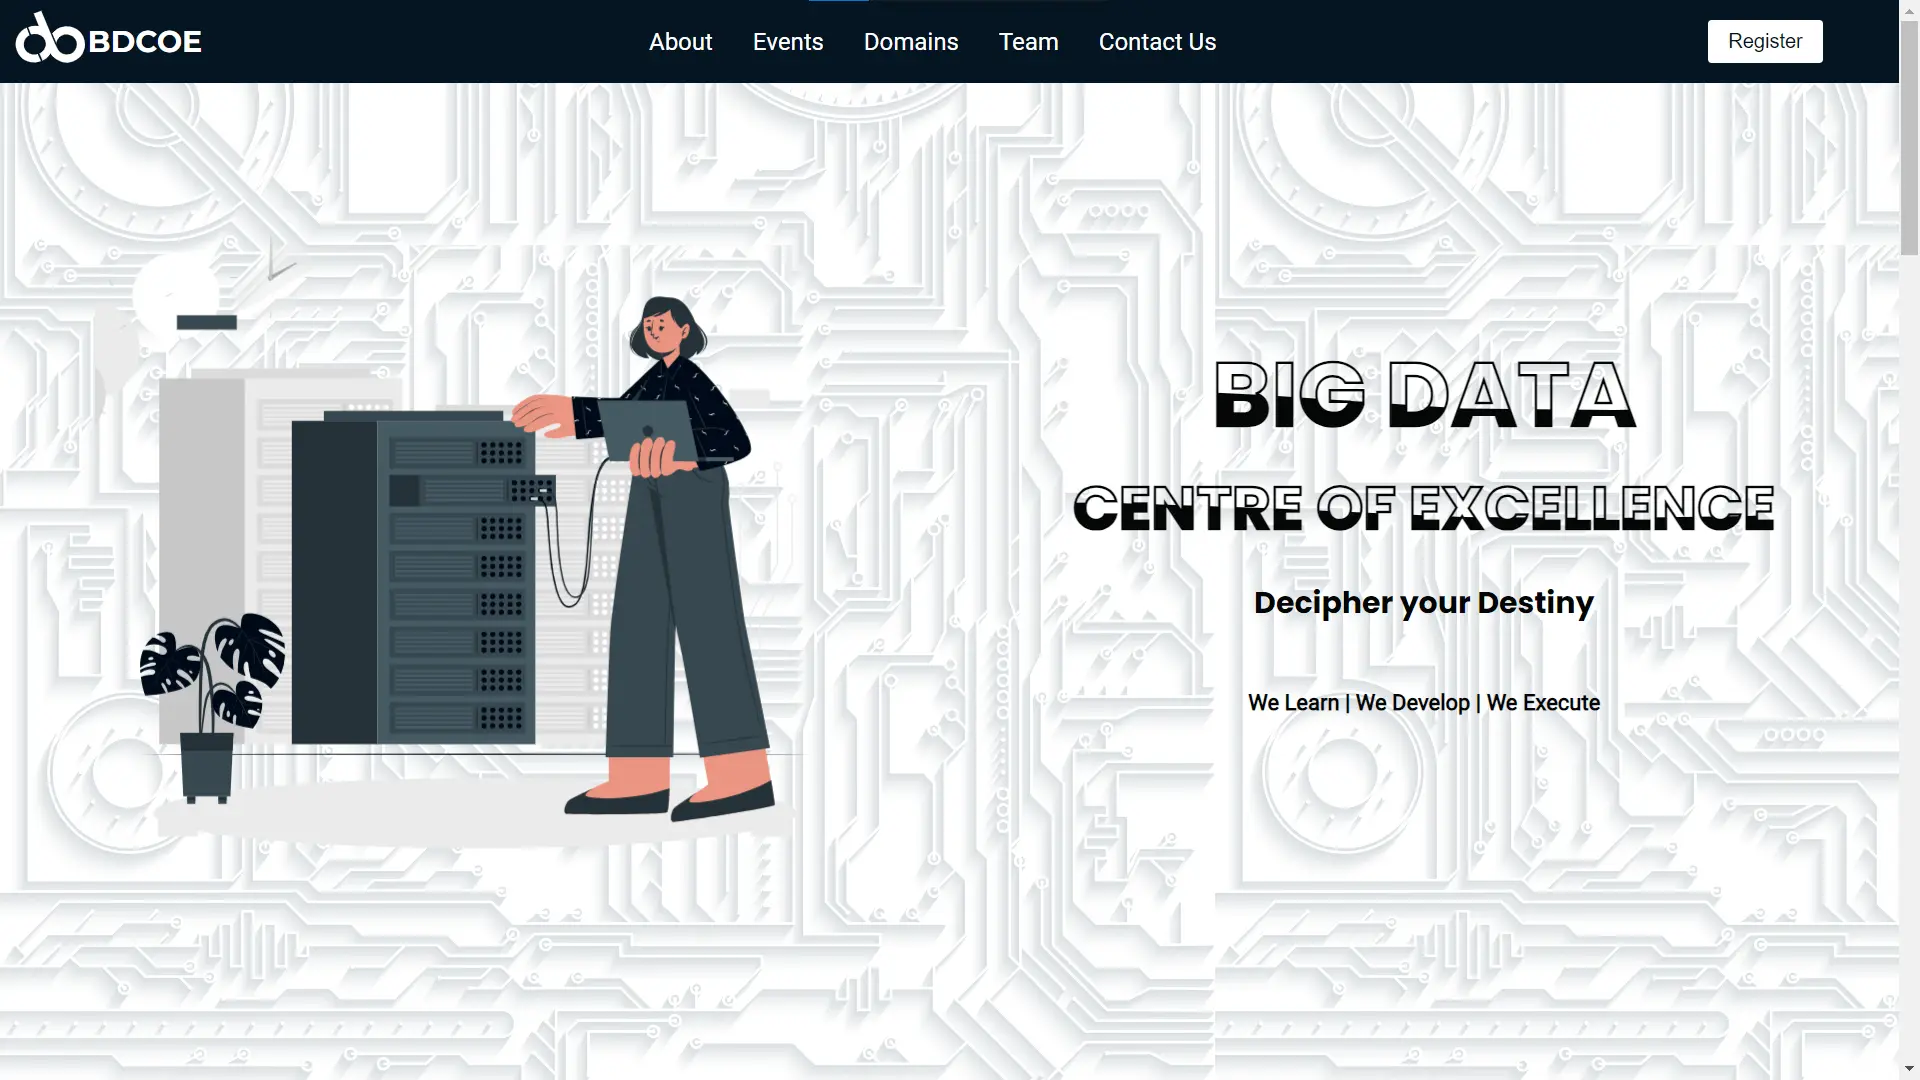 BDCOE
About
Events
Domains
Team
Contact Us
Register
BIG DATA
CENTRE OF EXCELLENCE
Decipher your Destiny
We Learn | We Develop | We Execute